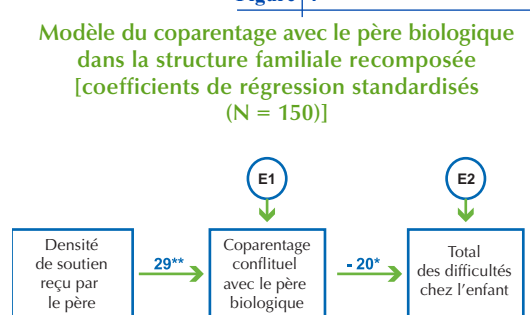 Modèle du coparentage avec le père biologique
dans la structure familiale recomposée
[coefficients de régression standardisés
(N = 150)]
E1
E2
Densité
de soutien
reçu par
le père
29**
Coparentage
conflituel
avec le père
biologique
- 20*
Total
des difficultés
chez l'enfant